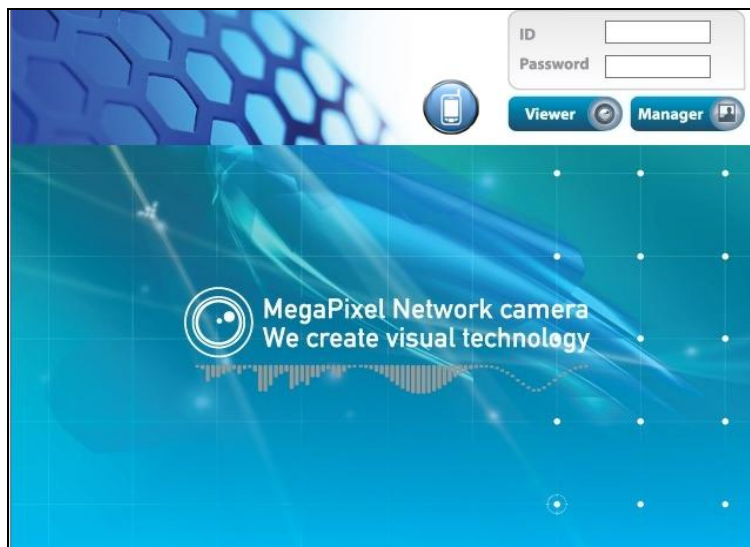 ID
Password
Viewer
Manager
MegaPixel Network camera
We create visual technology